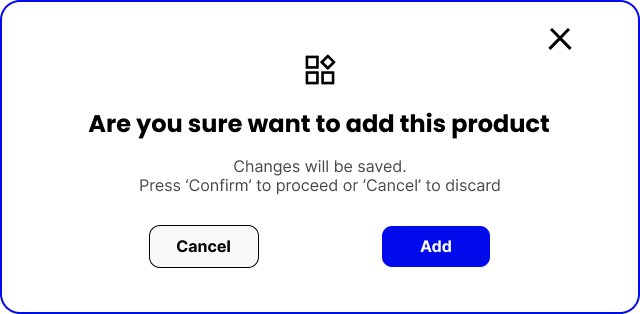 Are you sure want to add this product
Changes will be saved.
Press ‘Confirm’ to proceed or ‘Cancel’ to discard
Cancel
Add